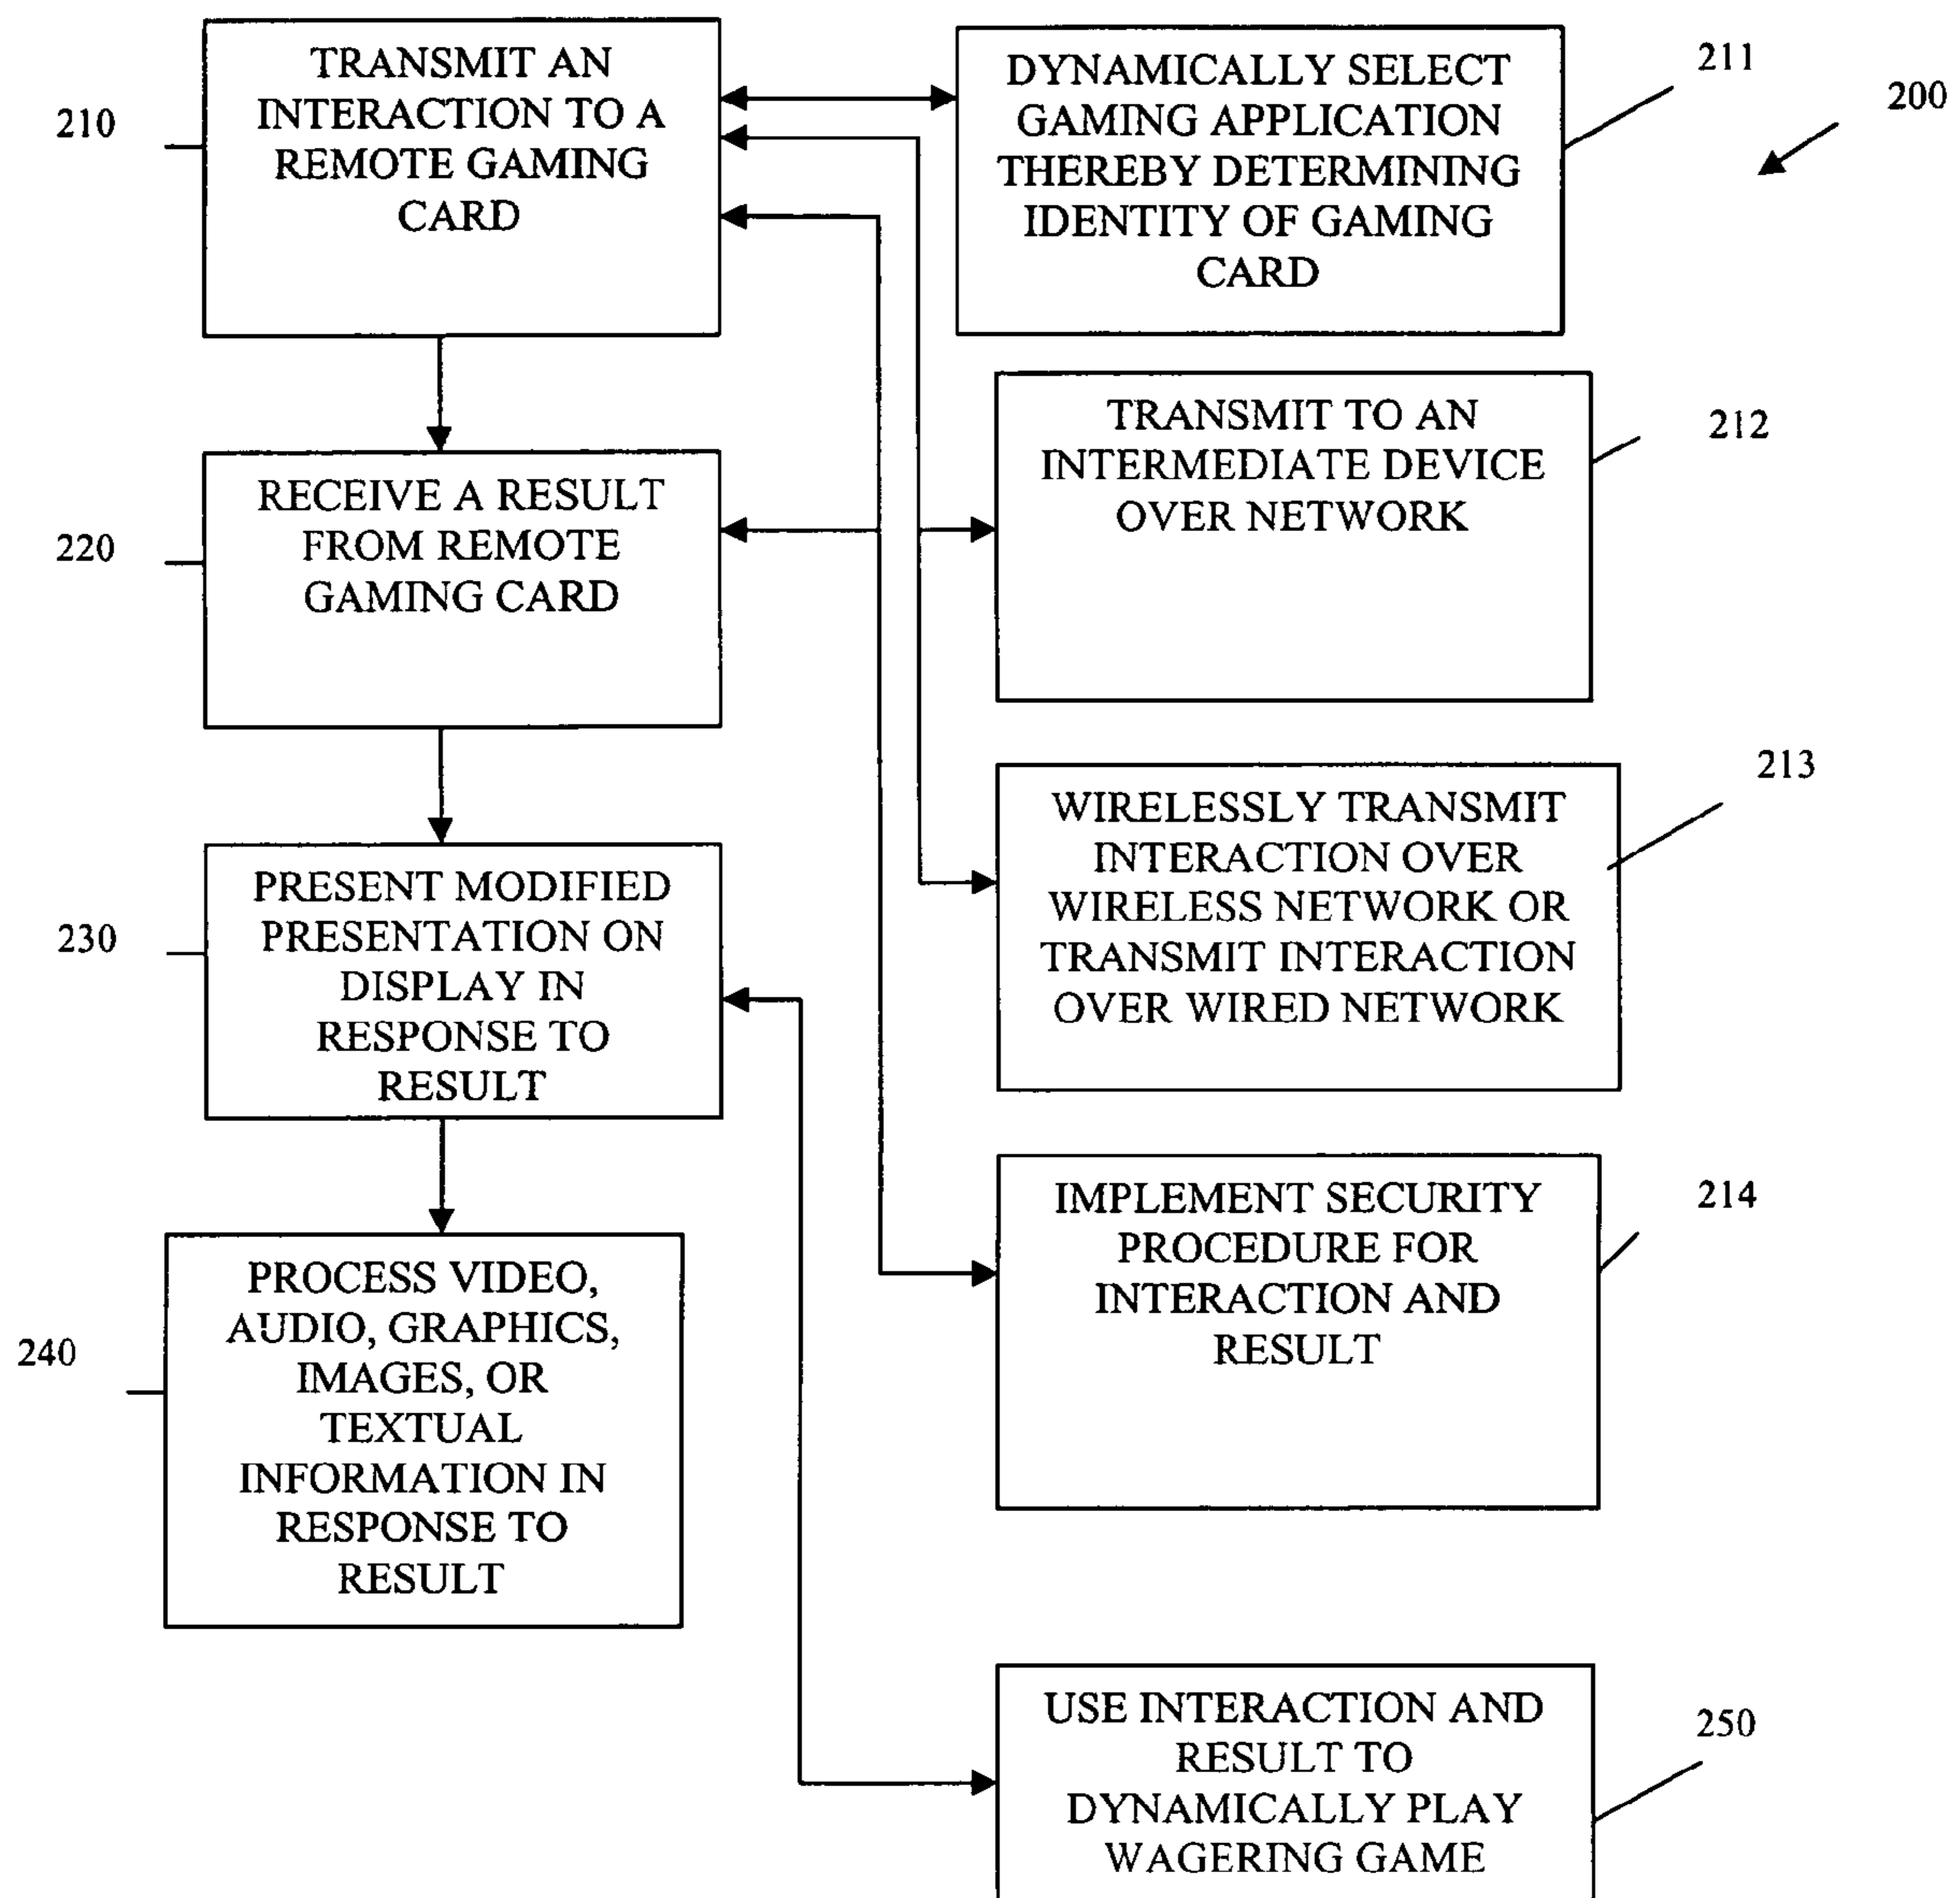 210
TRANSMIT AN
INTERACTION TO A
REMOTE GAMING
CARD
DYNAMICALLY SELECT
GAMING APPLICATION
THEREBY DETERMINING
IDENTITY OF GAMING
CARD
211
200
220
RECEIVE A RESULT
FROM REMOTE
GAMING CARD
TRANSMIT TO AN
INTERMEDIATE DEVICE
OVER NETWORK
212
230
PRESENT MODIFIED
PRESENTATION ON
DISPLAY IN
RESPONSE TO
RESULT
WIRELESSLY TRANSMIT
INTERACTION OVER
WIRELESS NETWORK OR
TRANSMIT INTERACTION
OVER WIRED NETWORK
213
240
PROCESS VIDEO,
AUDIO, GRAPHICS,
IMAGES, OR
TEXTUAL
INFORMATION IN
RESPONSE TO
RESULT
IMPLEMENT SECURITY
PROCEDURE FOR
INTERACTION AND
RESULT
214
USE INTERACTION AND
RESULT TO
DYNAMICALLY PLAY
WAGERING GAME
250